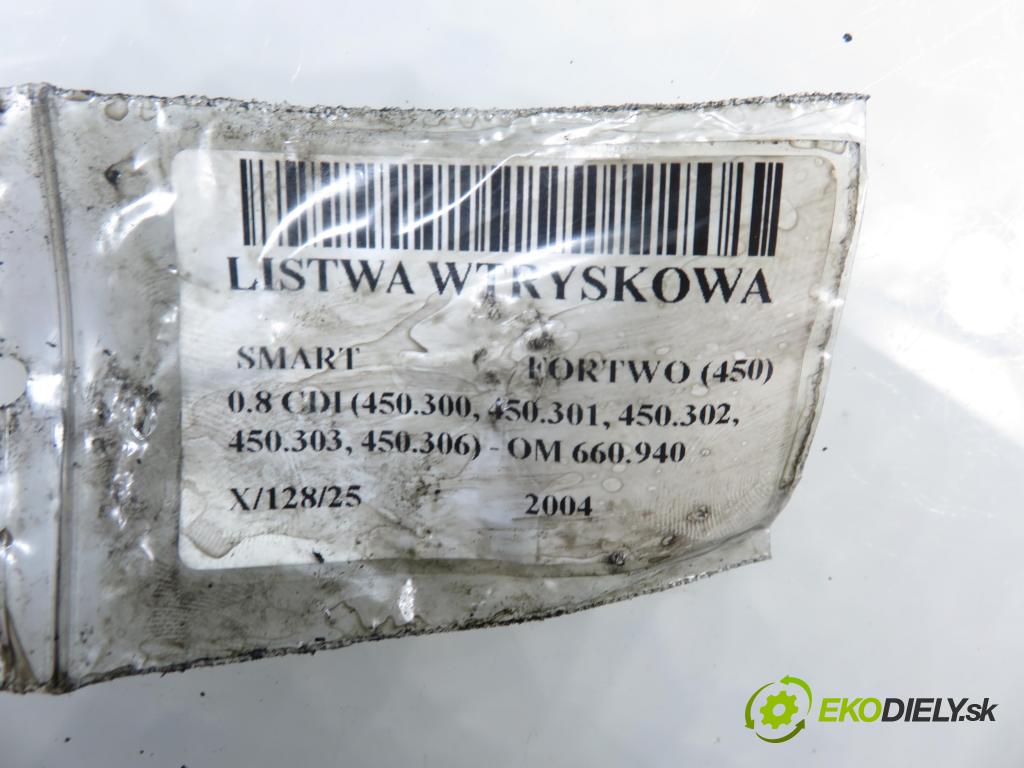 LISTWA WTRYSKOWA
SMART FORTWO (450)
0.8 CDI (450.300, 450.301, 450.302,
450.303, 450.306) - OM 660.940
X/128/25 2004
EKODIELY.sk